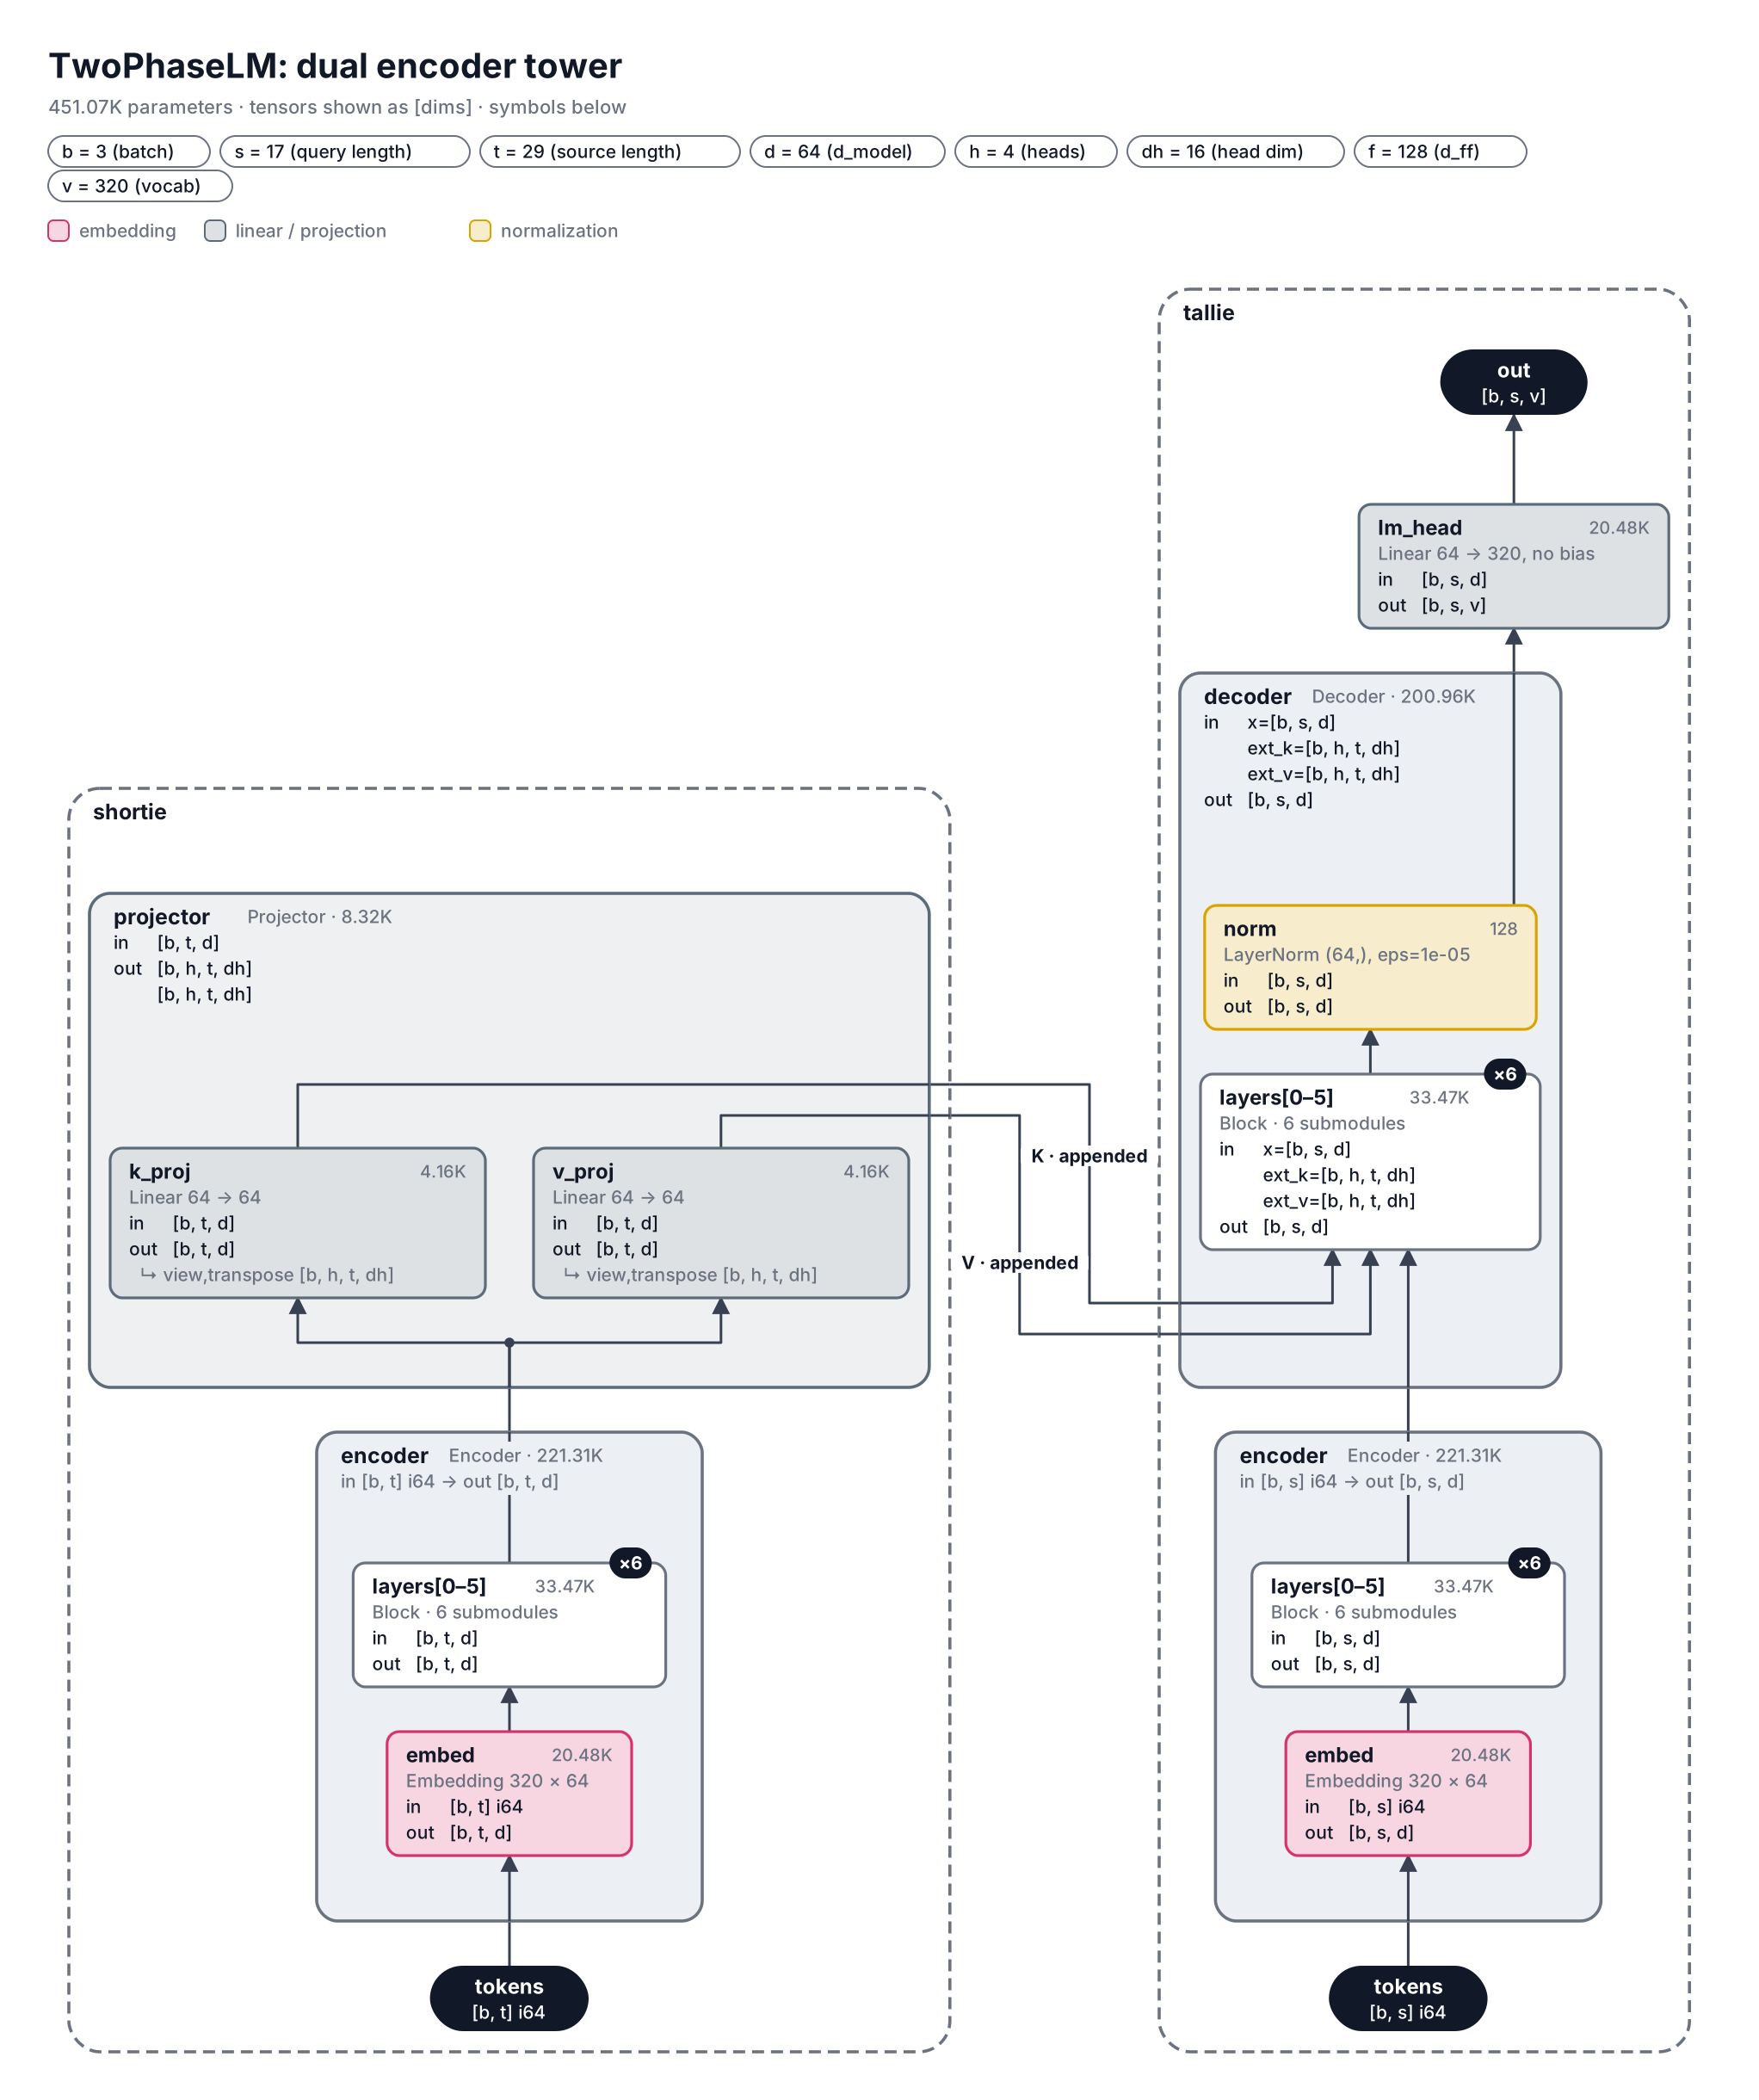 TwoPhaseLM: dual encoder tower
451.07K parameters · tensors shown as [dims] · symbols below
b = 3 (batch)
s = 17 (query length)
t = 29 (source length)
d = 64 (d_model)
h = 4 (heads)
dh = 16 (head dim)
f = 128 (d_ff)
v = 320 (vocab)
embedding
linear / projection
normalization
tallie
out
[b, s, v]
lm_head 20.48K
Linear 64 → 320, no bias
in [b, s, d]
out [b, s, v]
decoder Decoder · 200.96K
in x=[b, s, d]
ext_k=[b, h, t, dh]
ext_v=[b, h, t, dh]
out [b, s, d]
norm 128
LayerNorm (64,), eps=1e-05
in [b, s, d]
out [b, s, d]
×6
layers[0–5] 33.47K
Block · 6 submodules
in x=[b, s, d]
ext_k=[b, h, t, dh]
ext_v=[b, h, t, dh]
out [b, s, d]
shortie
projector Projector · 8.32K
in [b, t, d]
out [b, h, t, dh]
[b, h, t, dh]
k_proj 4.16K
Linear 64 → 64
in [b, t, d]
out [b, t, d]
↳ view,transpose [b, h, t, dh]
v_proj 4.16K
Linear 64 → 64
in [b, t, d]
out [b, t, d]
↳ view,transpose [b, h, t, dh]
K · appended
V · appended
encoder Encoder · 221.31K
in [b, t] i64 → out [b, t, d]
×6
layers[0–5] 33.47K
Block · 6 submodules
in [b, t, d]
out [b, t, d]
embed 20.48K
Embedding 320 × 64
in [b, t] i64
out [b, t, d]
tokens
[b, t] i64
encoder Encoder · 221.31K
in [b, s] i64 → out [b, s, d]
×6
layers[0–5] 33.47K
Block · 6 submodules
in [b, s, d]
out [b, s, d]
embed 20.48K
Embedding 320 × 64
in [b, s] i64
out [b, s, d]
tokens
[b, s] i64